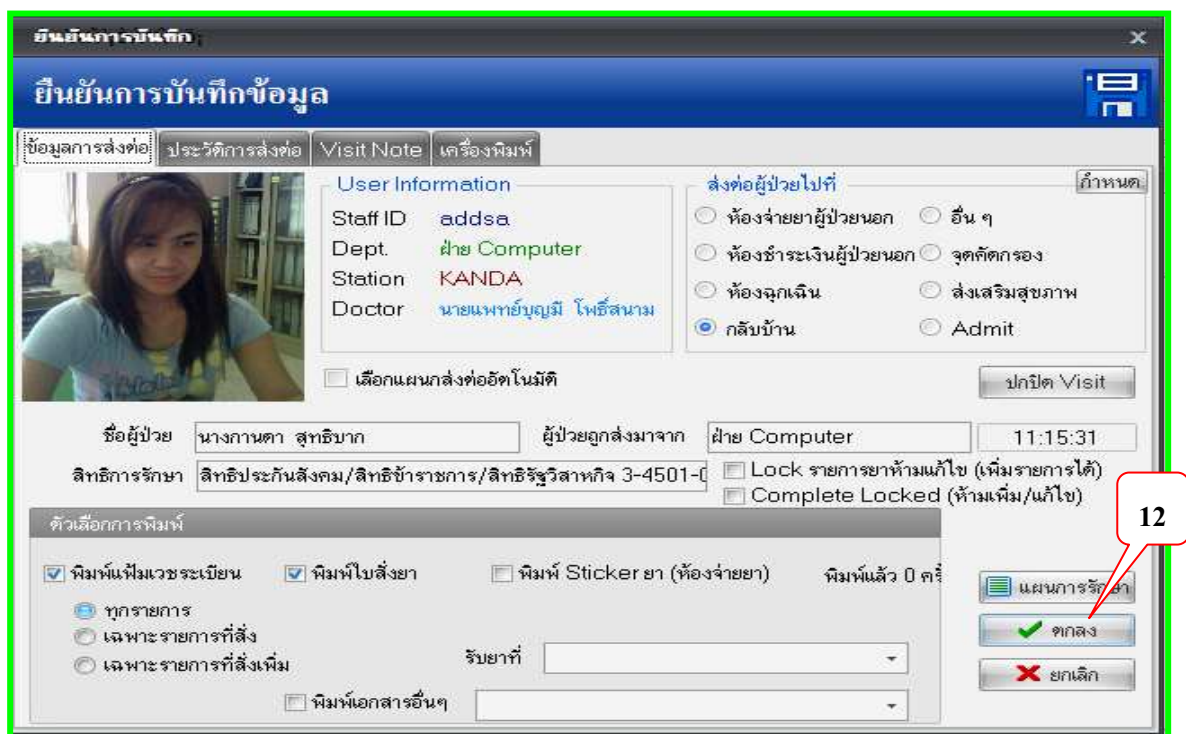 ยืนยันการบันทึก
ยืนยันการบันทึกข้อมูล
ข้อมูลการส่งต่อ ประวัติการส่งต่อ Visit Note เครื่องพิมพ์
User Information
Staff ID addsa
Dept. ฝ่าย Computer
Station KANDA
Doctor นายแพทย์บุญมี โพธิ์สนาม
ส่งต่อผู้ป่วยไปที่ กำหนด
ห้องจ่ายยาผู้ป่วยนอก อื่น ๆ
ห้องชำระเงินผู้ป่วยนอก จุดคัดกรอง
ห้องฉุกเฉิน ส่งเสริมสุขภาพ
กลับบ้าน Admit
เลือกแผนกส่งต่ออัตโนมัติ ปกปิด Visit
ชื่อผู้ป่วย นางกานดา สุทธิบาก ผู้ป่วยถูกส่งมาจาก ฝ่าย Computer 11:15:31
สิทธิการรักษา สิทธิประกันสังคม/สิทธิข้าราชการ/สิทธิรัฐวิสาหกิจ 3-4501-0 Lock รายการยาห้ามแก้ไข (เพิ่มรายการได้)
Complete Locked (ห้ามเพิ่ม/แก้ไข)
12
ตัวเลือกการพิมพ์
พิมพ์แฟ้มเวชระเบียน พิมพ์ใบสั่งยา พิมพ์ Sticker ยา (ห้องจ่ายยา) พิมพ์แล้ว 0 ครั้
แผนการรักษา
ทุกรายการ
เฉพาะรายการที่สั่ง
ตกลง
เฉพาะรายการที่สั่งเพิ่ม รับยาที่
ยกเลิก
พิมพ์เอกสารอื่นๆ